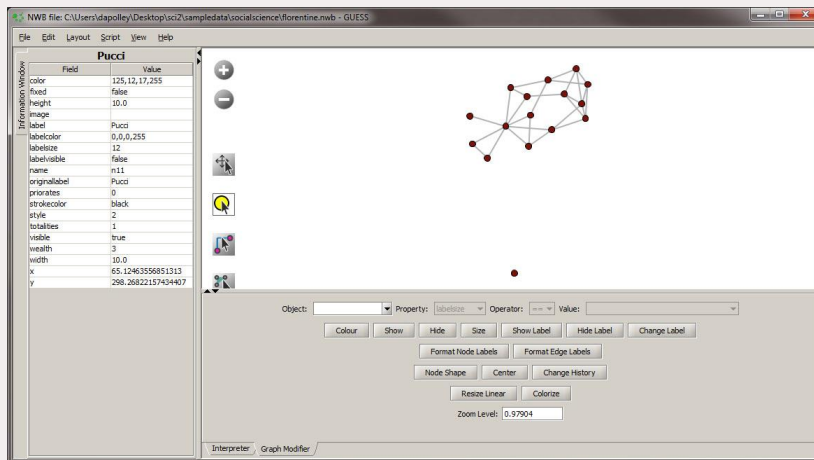 NWB file: C:\Users\dapolley\Desktop\sci2\sampledata\socialscience\florentine.nwb - GUESS
File Edit Layout Script View Help
Information Window
Pucci
Field Value
color 125,12,17,255
fixed false
height 10.0
image
label Pucci
labelcolor 0,0,0,255
labelsize 12
labelvisible false
name n11
originallabel Pucci
priorates 0
strokecolor black
style 2
totalities 1
visible true
wealth 3
width 10.0
x 65.12463556851313
y 298.26822157434407
Object: Property: labelsize Operator: == Value:
Colour Show Hide Size Show Label Hide Label Change Label
Format Node Labels Format Edge Labels
Node Shape Center Change History
Resize Linear Colorize
Zoom Level: 0.97904
Interpreter Graph Modifier